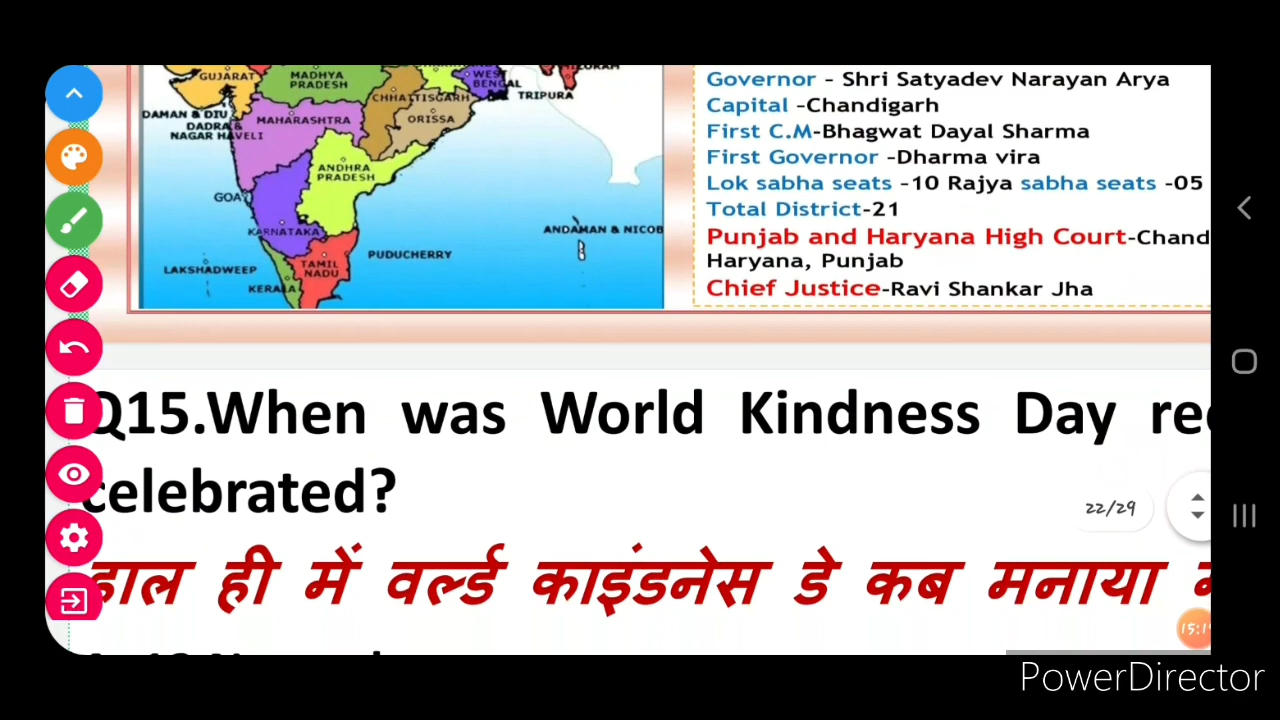 GUJARAT
MADHYA
PRADESH
WEST
BENGAL
TRIPURA
CHHATTISGARH
DAMAN & DIU
DADRA &
NAGAR HAVELI
MAHARASHTRA
ORISSA
ANDHRA
PRADESH
GOA
KARNATAKA
ANDAMAN & NICOB
PUDUCHERRY
LAKSHADWEEP
TAMIL
NADU
KERALA
Governor - Shri Satyadev Narayan Arya
Capital -Chandigarh
First C.M-Bhagwat Dayal Sharma
First Governor -Dharma vira
Lok sabha seats -10 Rajya sabha seats -05
Total District-21
Punjab and Haryana High Court-Chand
Haryana, Punjab
Chief Justice-Ravi Shankar Jha
Q15.When was World Kindness Day rec
celebrated?
22/29
हाल ही में वर्ल्ड काइंडनेस डे कब मनाया
PowerDirector